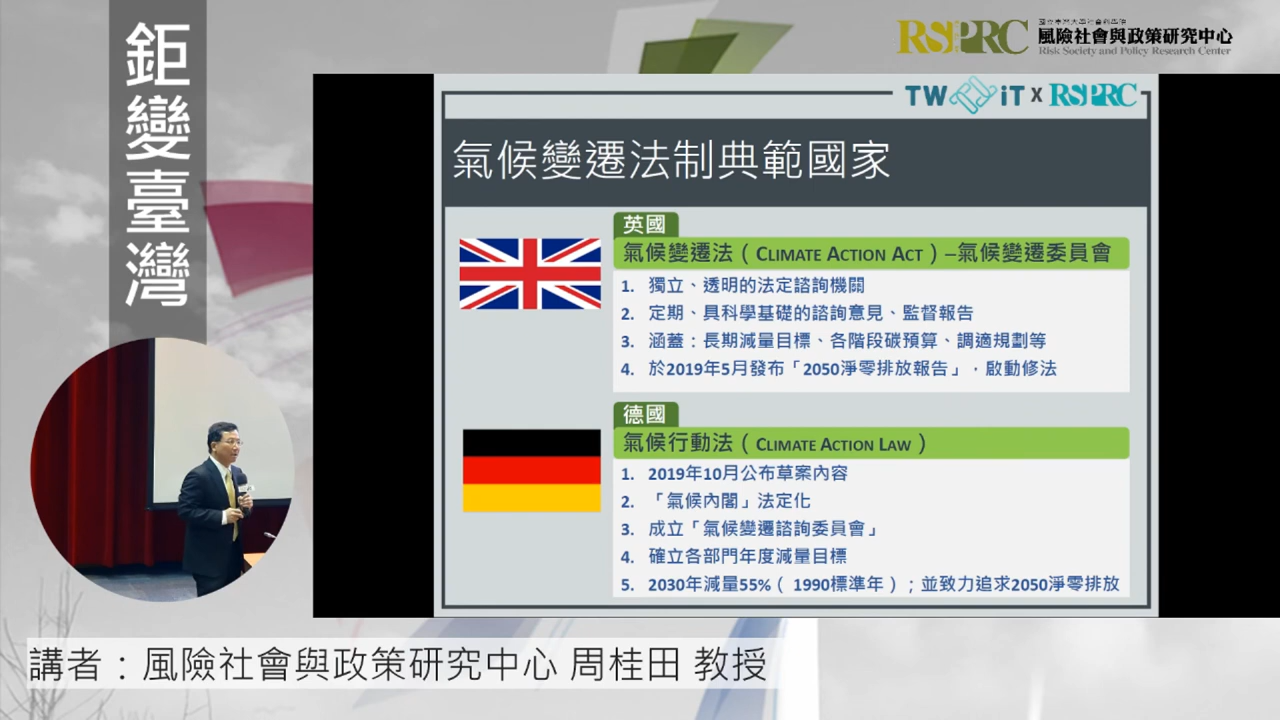 鉅變臺灣
RSPRC
國立臺灣大學社會科學院
風險社會與政策研究中心
Risk Society and Policy Research Center
TW iT x RSPRC
氣候變遷法制典範國家
英國
氣候變遷法（CLIMATE ACTION ACT）–氣候變遷委員會
1. 獨立、透明的法定諮詢機關
2. 定期、具科學基礎的諮詢意見、監督報告
3. 涵蓋：長期減量目標、各階段碳預算、調適規劃等
4. 於2019年5月發布「2050淨零排放報告」，啟動修法
德國
氣候行動法（CLIMATE ACTION LAW）
1. 2019年10月公布草案內容
2. 「氣候內閣」法定化
3. 成立「氣候變遷諮詢委員會」
4. 確立各部門年度減量目標
5. 2030年減量55%（ 1990標準年）；並致力追求2050淨零排放
講者：風險社會與政策研究中心 周桂田 教授